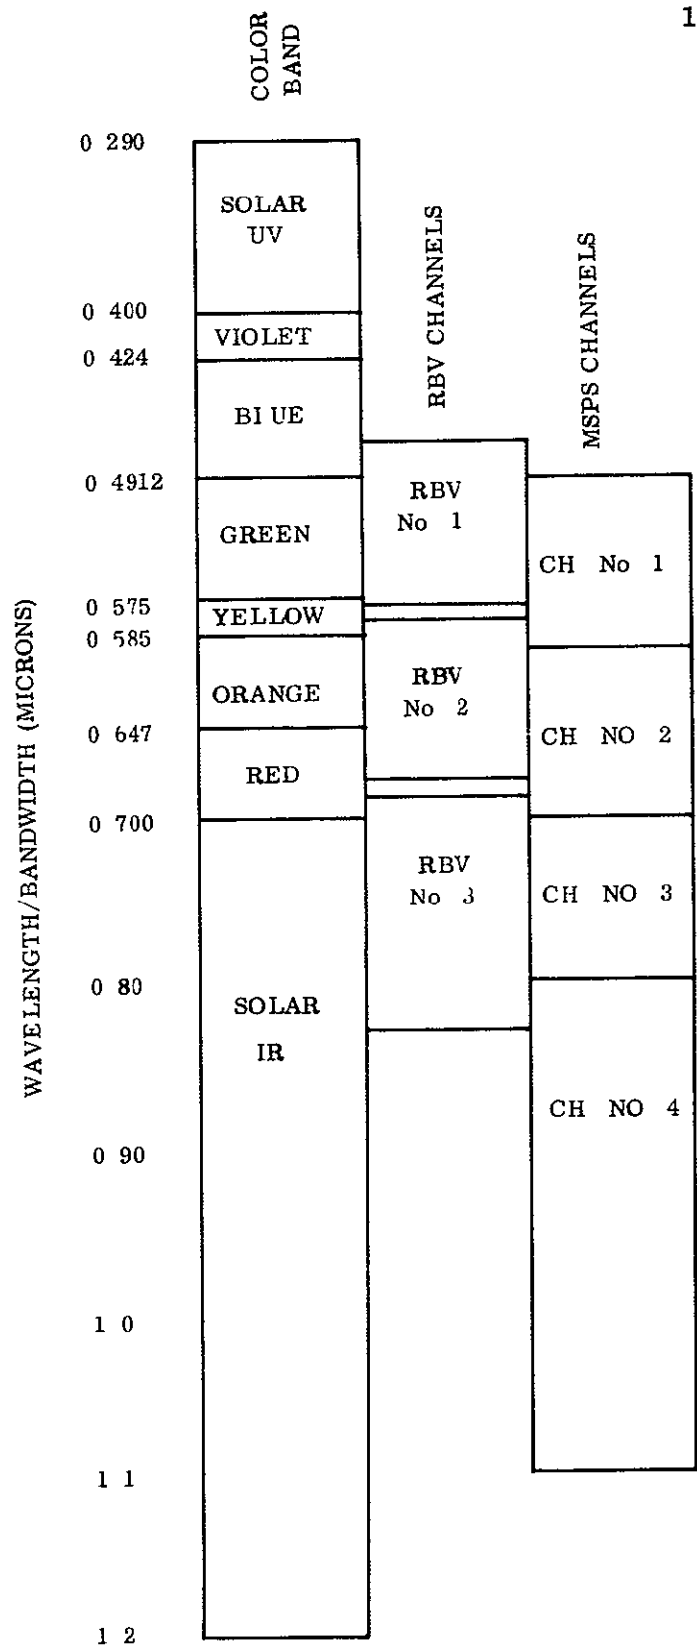 1
COLOR
BAND
RBV CHANNELS
MSPS CHANNELS
WAVELENGTH/BANDWIDTH (MICRONS)
0 290
SOLAR
UV
0 400
VIOLET
0 424
BI UE
0 4912
GREEN
RBV
No 1
CH No 1
0 575
YELLOW
0 585
ORANGE
RBV
No 2
CH NO 2
0 647
RED
0 700
RBV
No 3
CH NO 3
0 80
SOLAR
IR
CH NO 4
0 90
1 0
1 1
1 2